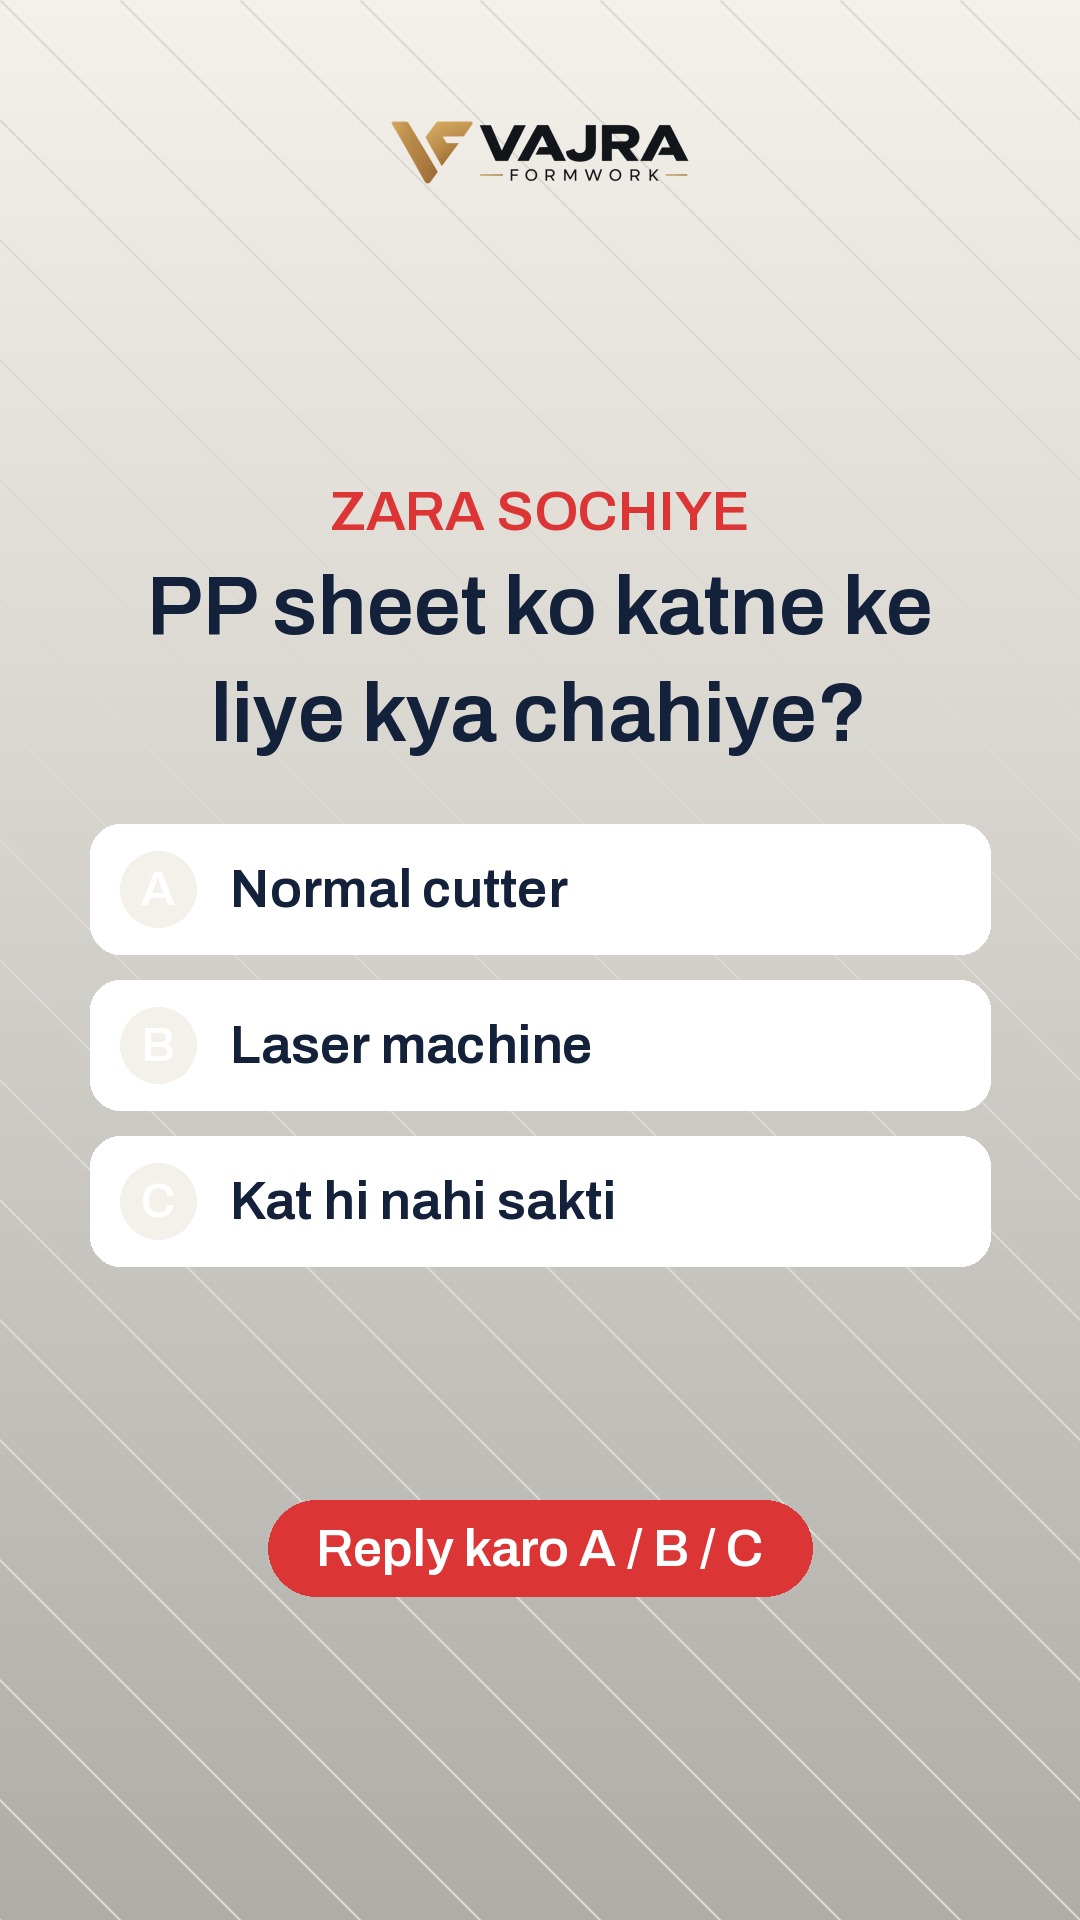 VAJRA
FORMWORK
ZARA SOCHIYE
PP sheet ko katne ke
liye kya chahiye?
A Normal cutter
B Laser machine
C Kat hi nahi sakti
Reply karo A / B / C